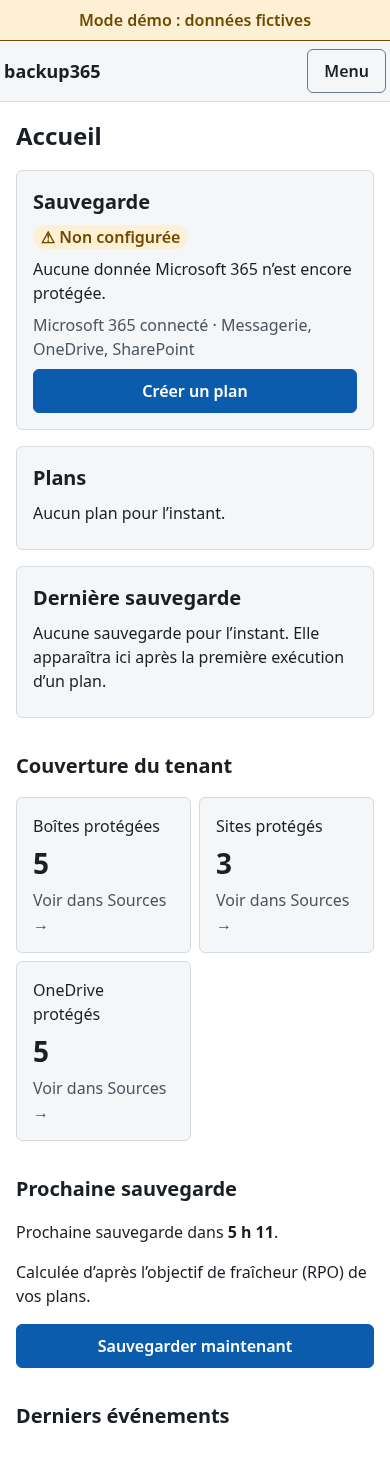 Mode démo : données fictives
backup365
Menu
Accueil
Sauvegarde
⚠ Non configurée
Aucune donnée Microsoft 365 n’est encore
protégée.
Microsoft 365 connecté · Messagerie,
OneDrive, SharePoint
Créer un plan
Plans
Aucun plan pour l’instant.
Dernière sauvegarde
Aucune sauvegarde pour l’instant. Elle
apparaîtra ici après la première exécution
d’un plan.
Couverture du tenant
Boîtes protégées
5
Voir dans Sources
→
Sites protégés
3
Voir dans Sources
→
OneDrive
protégés
5
Voir dans Sources
→
Prochaine sauvegarde
Prochaine sauvegarde dans 5 h 11.
Calculée d’après l’objectif de fraîcheur (RPO) de
vos plans.
Sauvegarder maintenant
Derniers événements